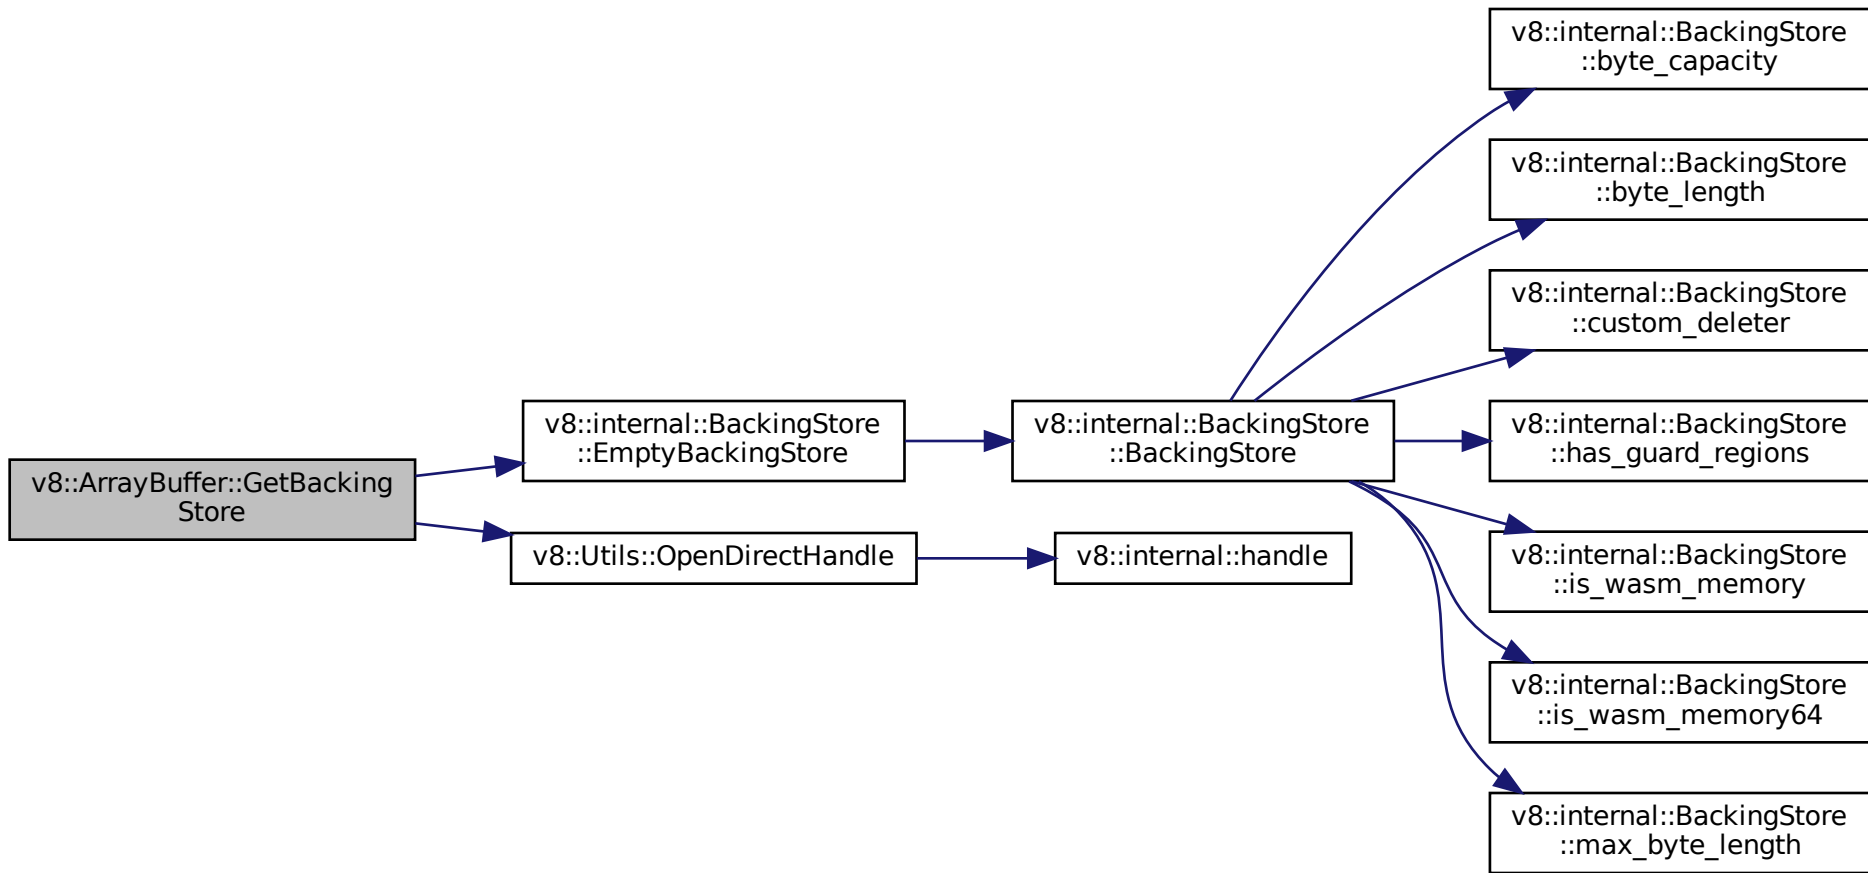 v8::ArrayBuffer::GetBacking
Store
v8::internal::BackingStore
::EmptyBackingStore
v8::Utils::OpenDirectHandle
v8::internal::BackingStore
::BackingStore
v8::internal::handle
v8::internal::BackingStore
::byte_capacity
v8::internal::BackingStore
::byte_length
v8::internal::BackingStore
::custom_deleter
v8::internal::BackingStore
::has_guard_regions
v8::internal::BackingStore
::is_wasm_memory
v8::internal::BackingStore
::is_wasm_memory64
v8::internal::BackingStore
::max_byte_length